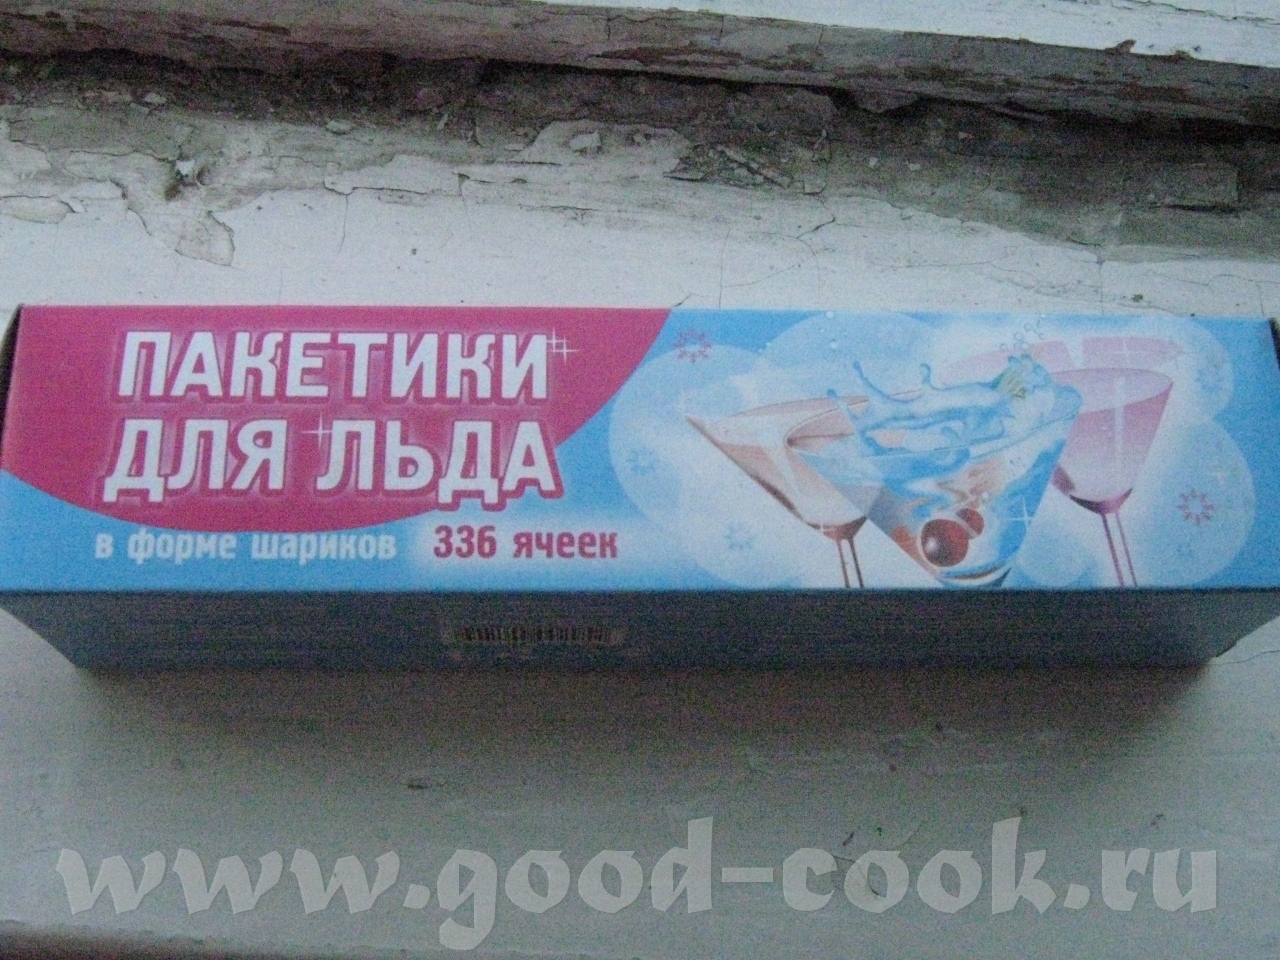 ПАКЕТИКИ
ДЛЯ ЛЬДА
в форме шариков 336 ячеек
www.good-cook.ru